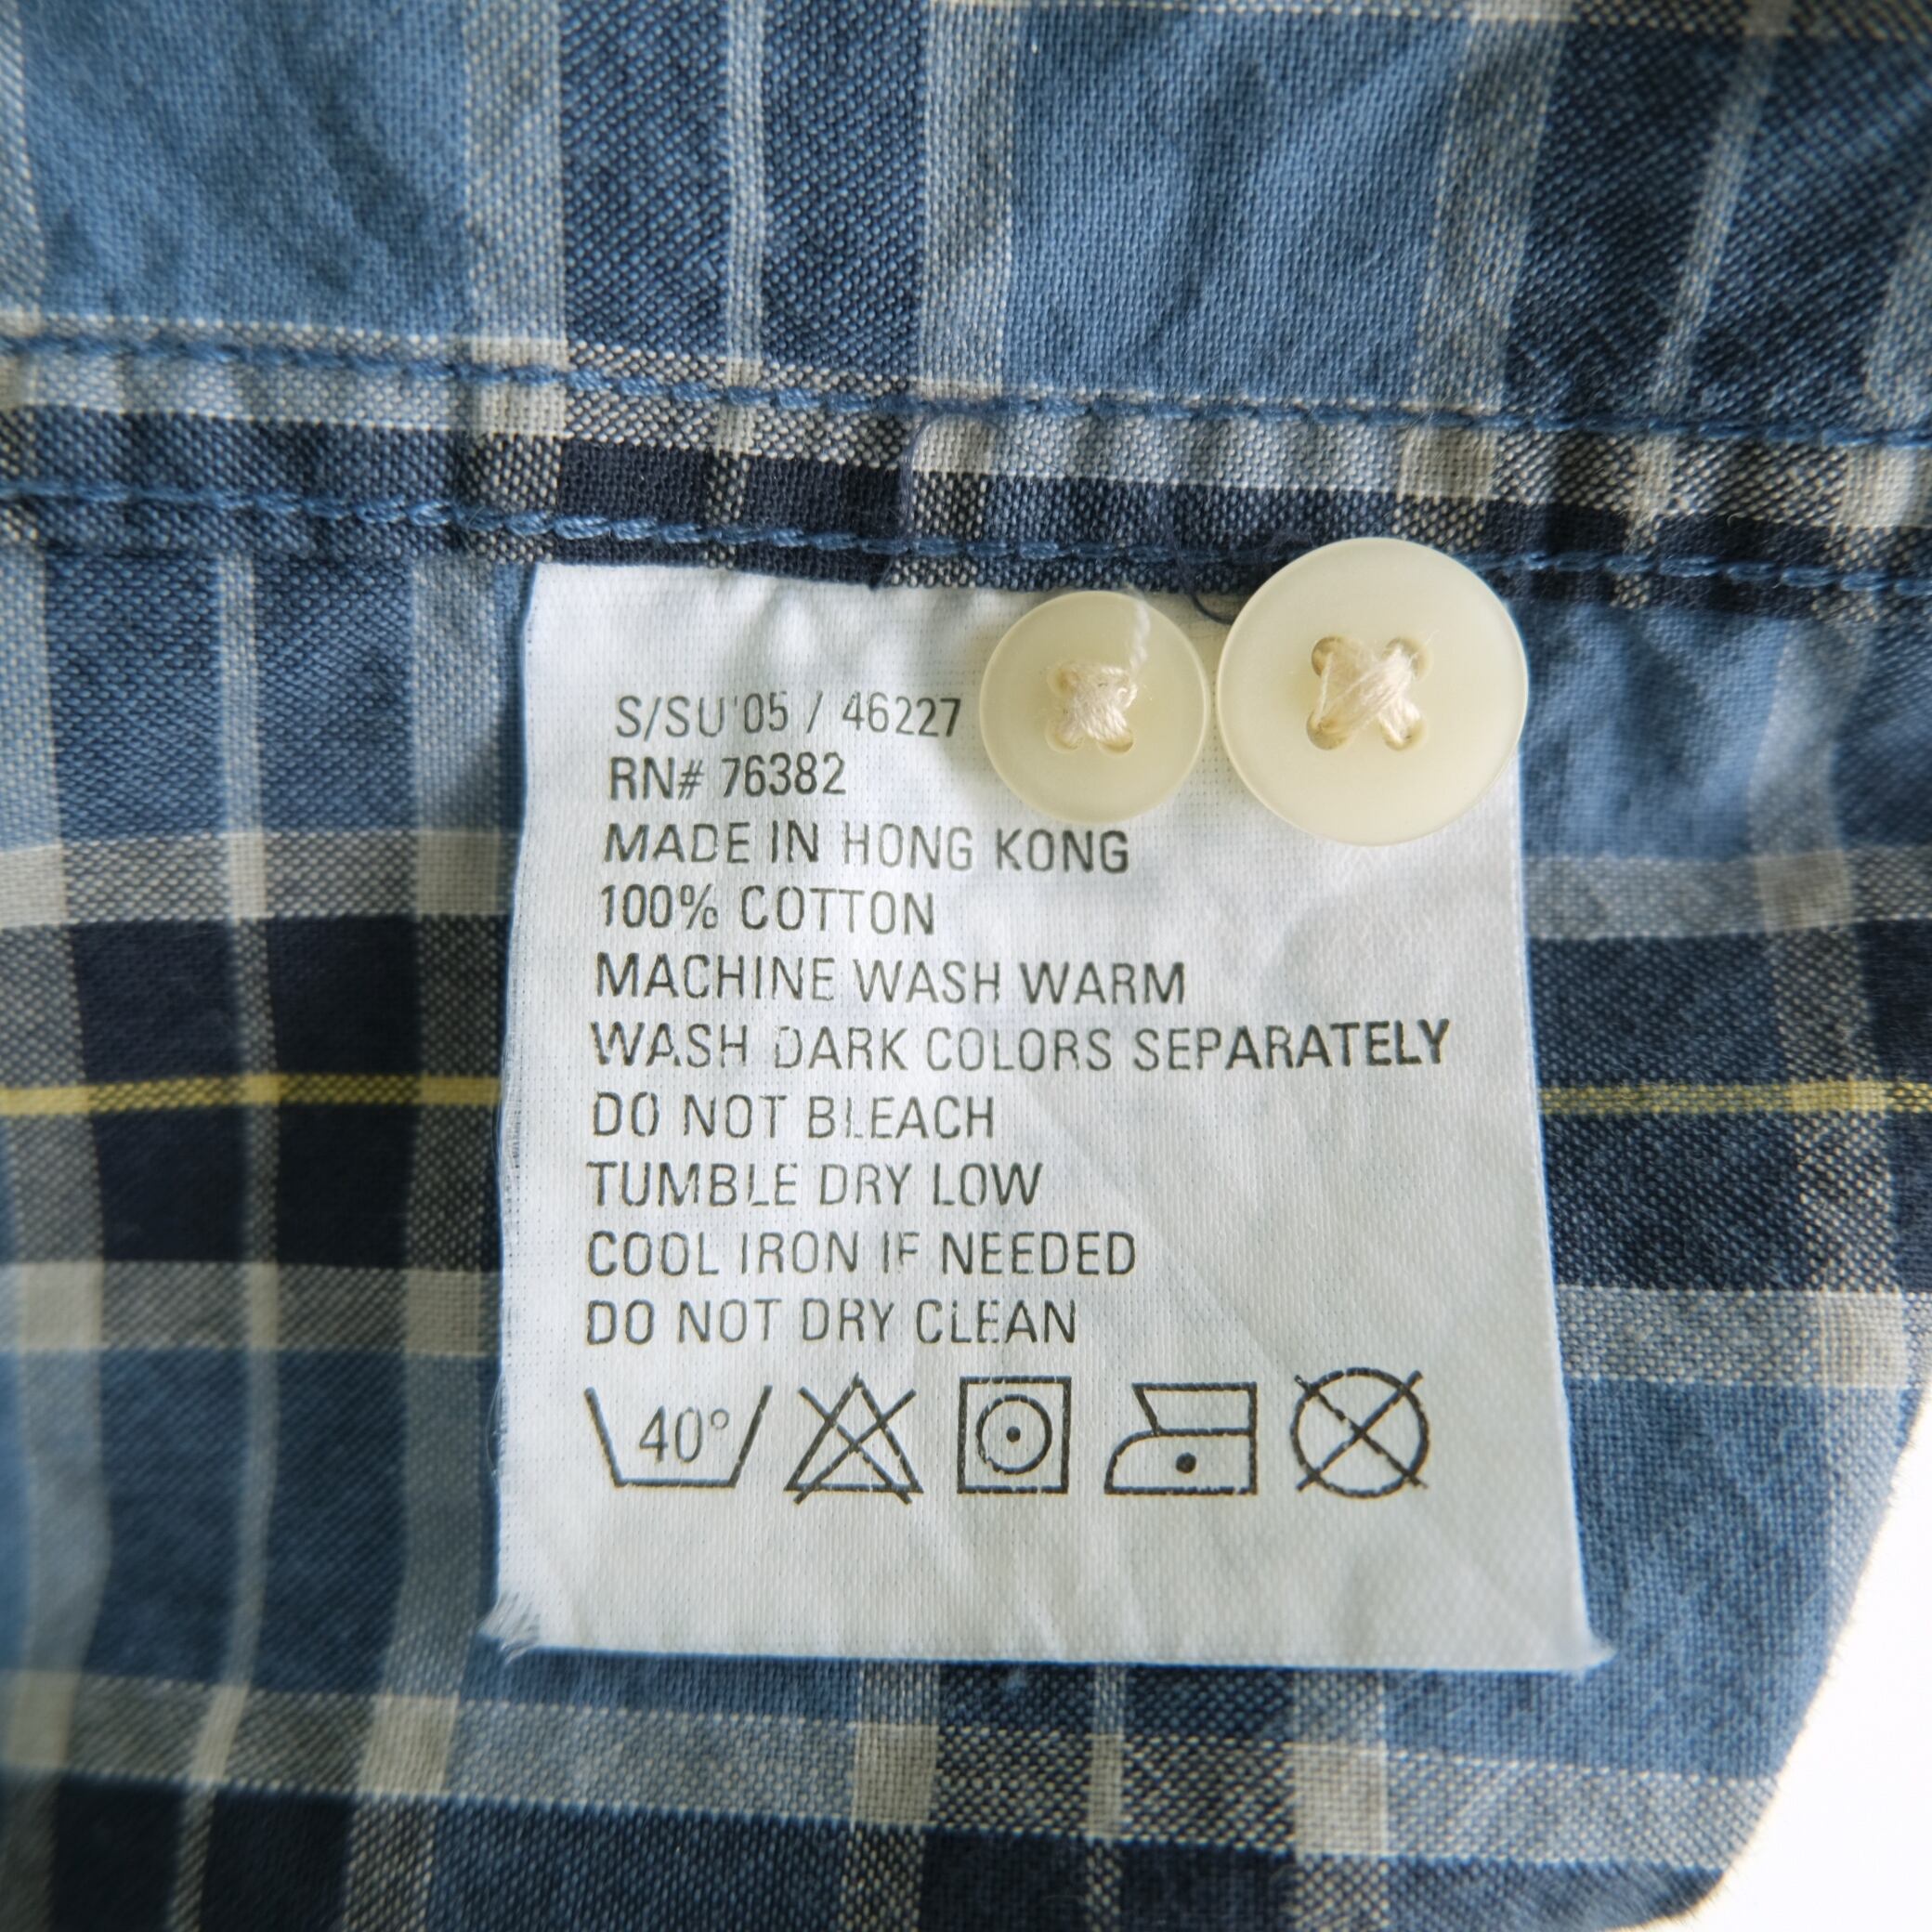 S/SU'05 / 46227
RN# 76382
MADE IN HONG KONG
100% COTTON
MACHINE WASH WARM
WASH DARK COLORS SEPARATELY
DO NOT BLEACH
TUMBLE DRY LOW
COOL IRON IF NEEDED
DO NOT DRY CLEAN
40°